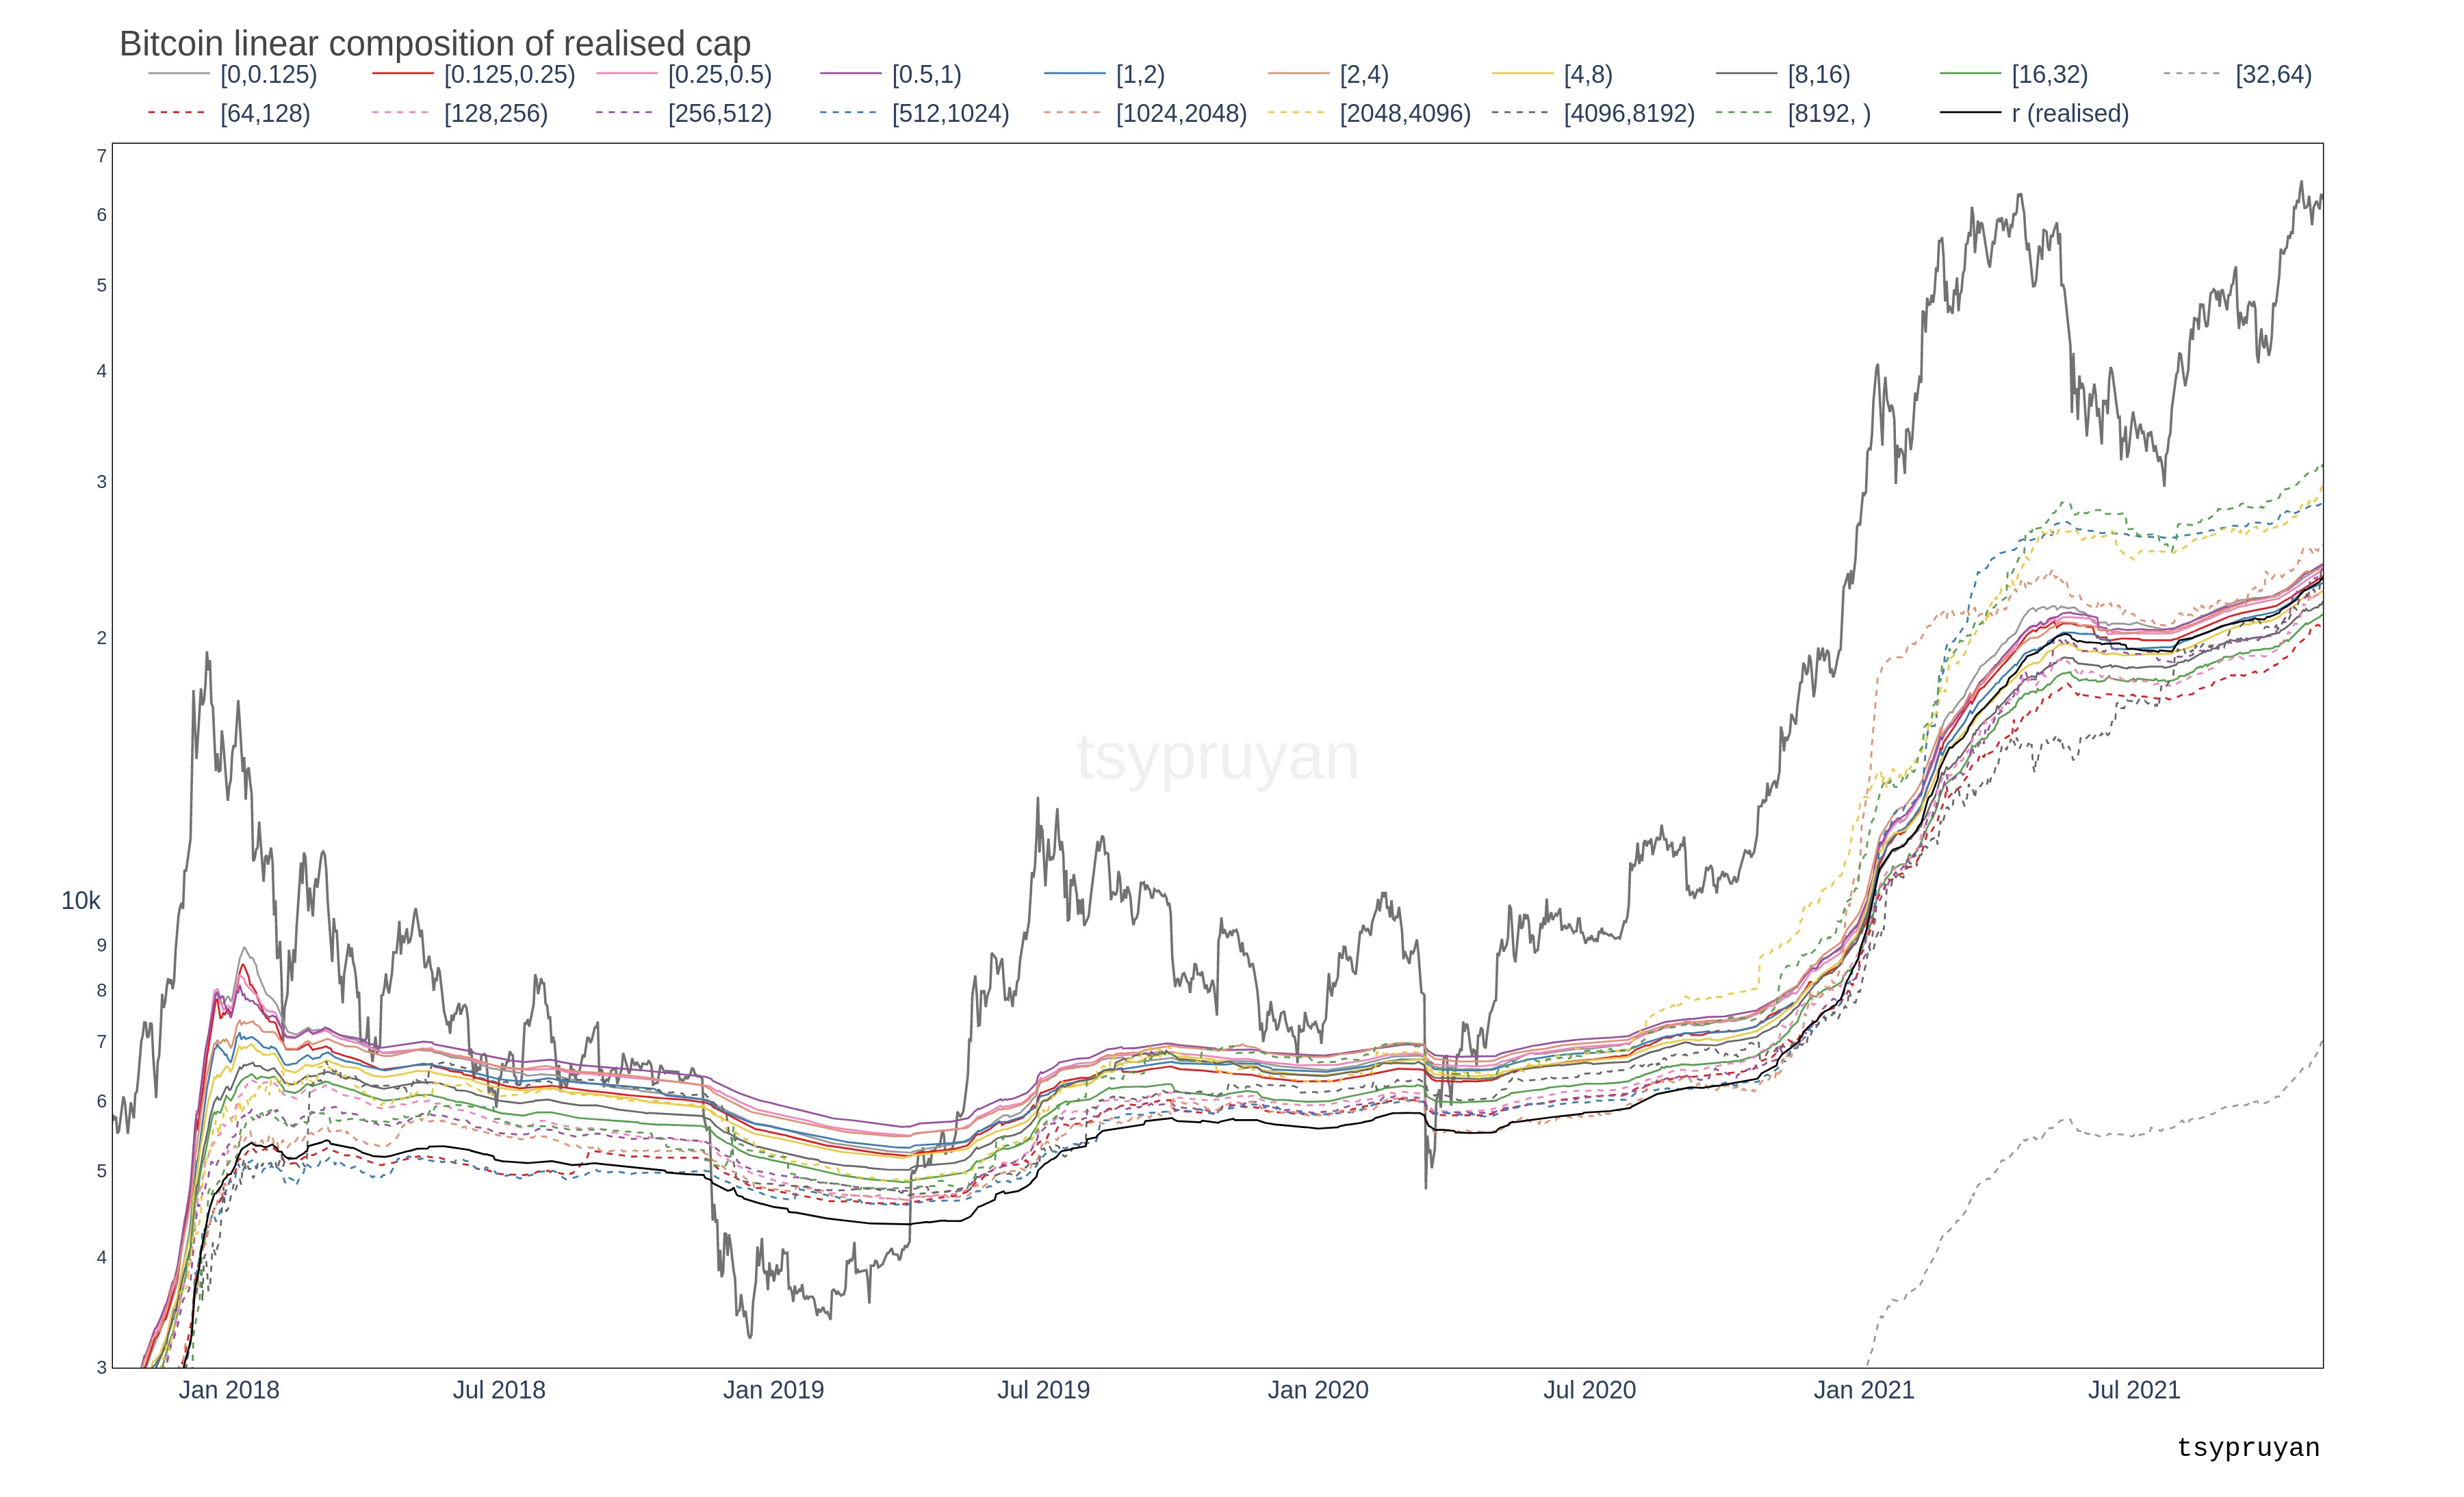 Bitcoin linear composition of realised cap
[0,0.125) [0.125,0.25) [0.25,0.5) [0.5,1) [1,2) [2,4) [4,8) [8,16) [16,32) [32,64)
[64,128) [128,256) [256,512) [512,1024) [1024,2048) [2048,4096) [4096,8192) [8192, ) r (realised)
7
6
5
4
3
2
tsypruyan
10k
9
8
7
6
5
4
3
Jan 2018 Jul 2018 Jan 2019 Jul 2019 Jan 2020 Jul 2020 Jan 2021 Jul 2021
tsypruyan